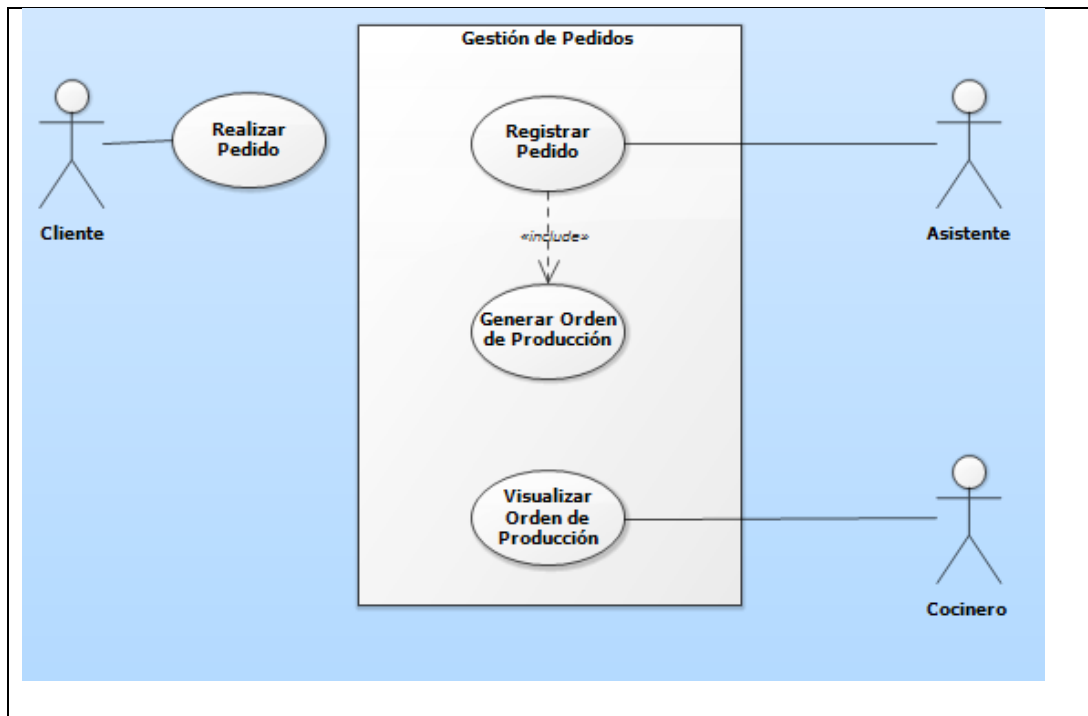 Gestión de Pedidos
Realizar
Pedido
Registrar
Pedido
Cliente
Asistente
«include»
Generar Orden
de Producción
Visualizar
Orden de
Producción
Cocinero